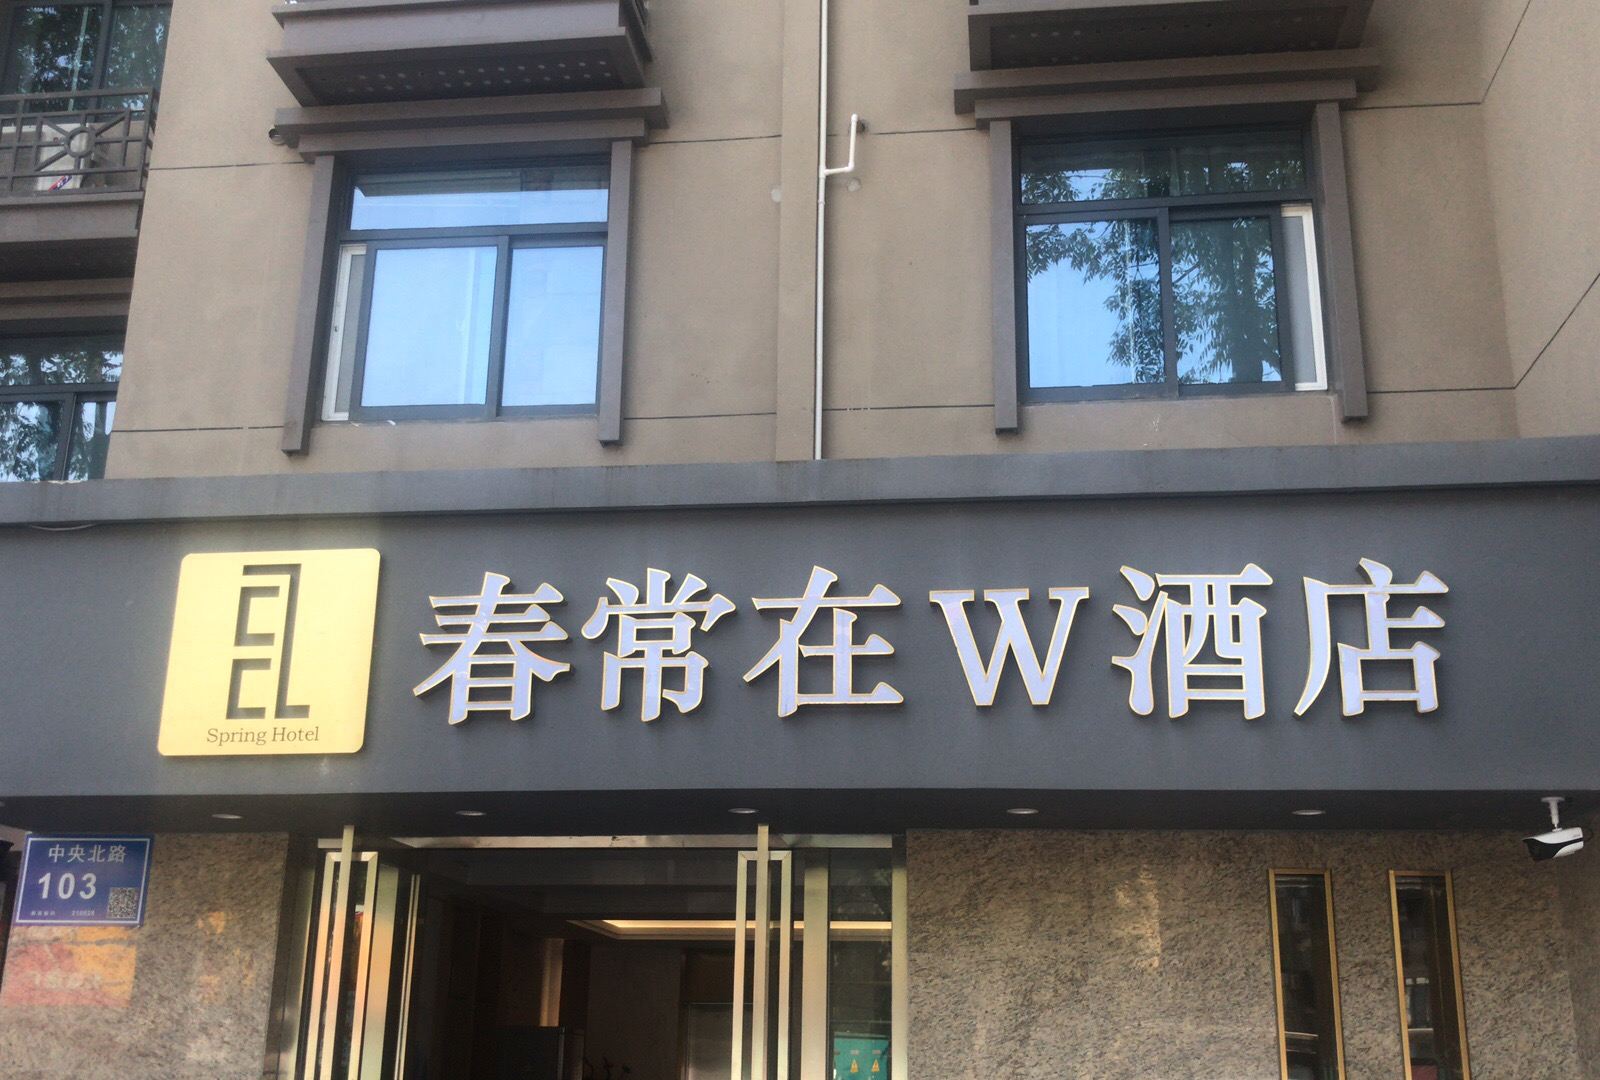 春常在W酒店
Spring Hotel
中央北路
103